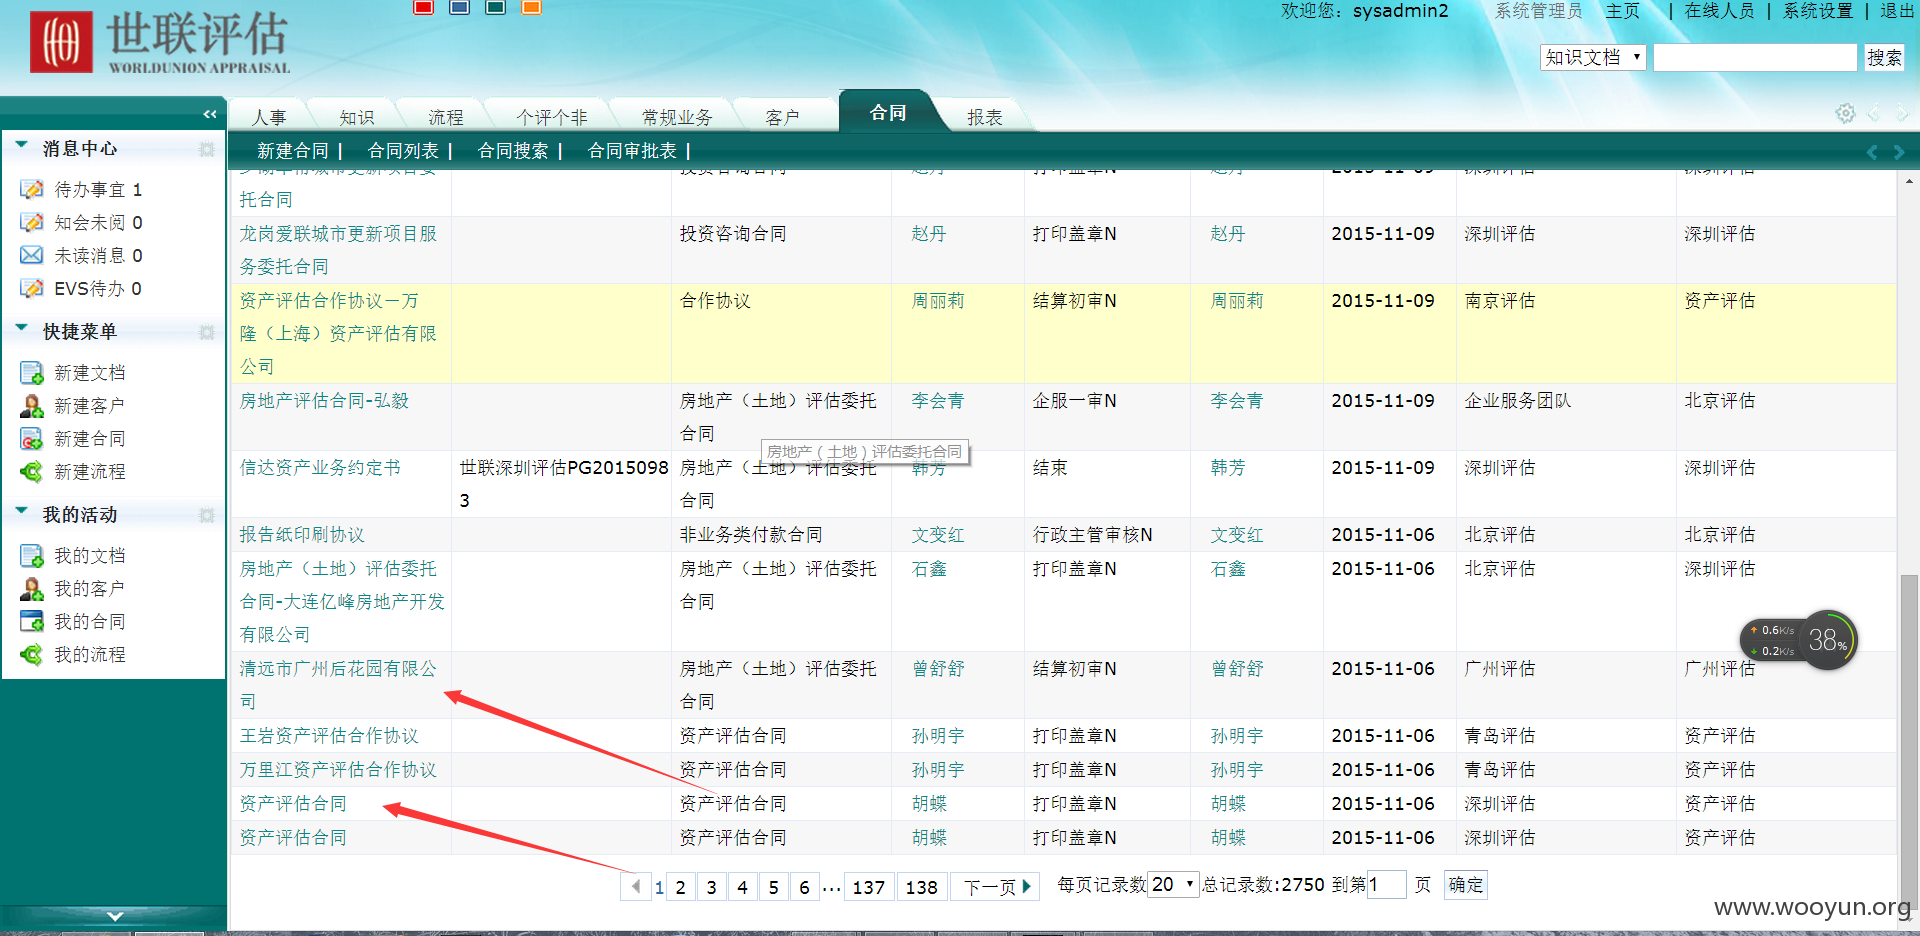 世联评估
WORLDUNION APPRAISAL
欢迎您: sysadmin2 系统管理员 主页 | 在线人员 | 系统设置 | 退出
知识文档 搜索
人事 知识 流程 个评个非 常规业务 客户 合同 报表
新建合同 | 合同列表 | 合同搜索 | 合同审批表 |
消息中心
待办事宜 1
知会未阅 0
未读消息 0
EVS待办 0
快捷菜单
新建文档
新建客户
新建合同
新建流程
我的活动
我的文档
我的客户
我的合同
我的流程
托合同
龙岗爱联城市更新项目服 投资咨询合同 赵丹 打印盖章N 赵丹 2015-11-09 深圳评估 深圳评估
务委托合同
资产评估合作协议－万 合作协议 周丽莉 结算初审N 周丽莉 2015-11-09 南京评估 资产评估
隆（上海）资产评估有限
公司
房地产评估合同-弘毅 房地产（土地）评估委托 李会青 企服一审N 李会青 2015-11-09 企业服务团队 北京评估
合同
房地产（土地）评估委托合同
信达资产业务约定书 世联深圳评估PG2015098 房地产（土地）评估委托 韩芳 结束 韩芳 2015-11-09 深圳评估 深圳评估
3 合同
报告纸印刷协议 非业务类付款合同 文变红 行政主管审核N 文变红 2015-11-06 北京评估 北京评估
房地产（土地）评估委托 房地产（土地）评估委托 石鑫 打印盖章N 石鑫 2015-11-06 北京评估 深圳评估
合同-大连亿峰房地产开发 合同
有限公司
清远市广州后花园有限公 房地产（土地）评估委托 曾舒舒 结算初审N 曾舒舒 2015-11-06 广州评估 广州评估
司 合同
王岩资产评估合作协议 资产评估合同 孙明宇 打印盖章N 孙明宇 2015-11-06 青岛评估 资产评估
万里江资产评估合作协议 资产评估合同 孙明宇 打印盖章N 孙明宇 2015-11-06 青岛评估 资产评估
资产评估合同 资产评估合同 胡蝶 打印盖章N 胡蝶 2015-11-06 深圳评估 资产评估
资产评估合同 资产评估合同 胡蝶 打印盖章N 胡蝶 2015-11-06 深圳评估 资产评估
1 2 3 4 5 6 ... 137 138 下一页 每页记录数 20 总记录数:2750 到第 1 页 确定
0.6K/s
0.2K/s
38%
www.wooyun.org